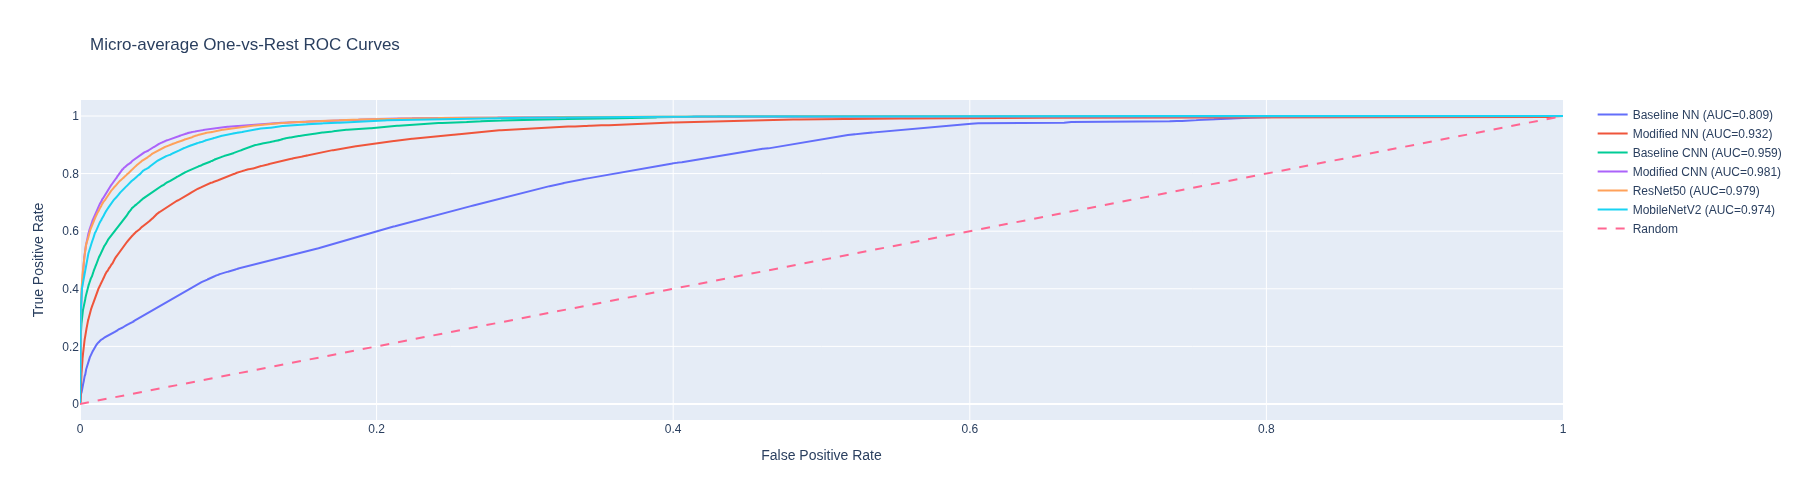 Micro-average One-vs-Rest ROC Curves
True Positive Rate
1
0.8
0.6
0.4
0.2
0
0 0.2 0.4 0.6 0.8 1
False Positive Rate
Baseline NN (AUC=0.809)
Modified NN (AUC=0.932)
Baseline CNN (AUC=0.959)
Modified CNN (AUC=0.981)
ResNet50 (AUC=0.979)
MobileNetV2 (AUC=0.974)
Random